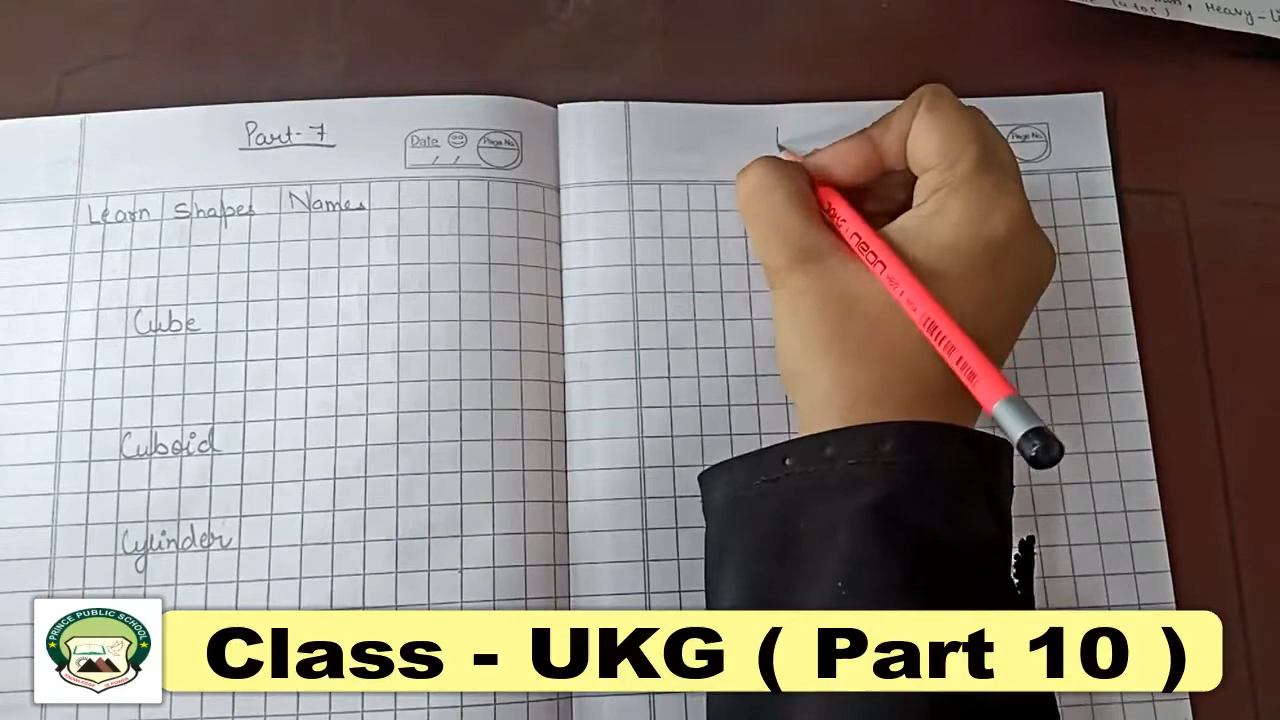 Part-7
Date
Page No.
Page No.
Learn Shapes Names
Cube
Cuboid
Cylinder
neon
PRINCE PUBLIC SCHOOL
Class - UKG ( Part 10 )